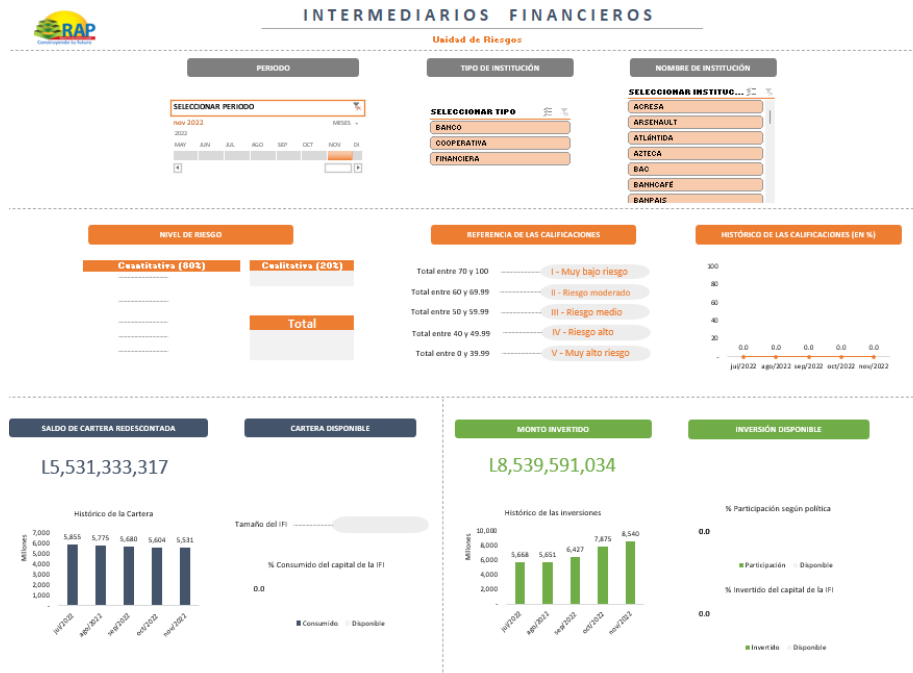 INTERMEDIARIOS FINANCIEROS
RAP
Construyendo tu futuro
Unidad de Riesgos
PERIODO
TIPO DE INSTITUCIÓN
NOMBRE DE INSTITUCIÓN
SELECCIONAR PERIODO
nov 2022
MESES
2022
MAY JUN JUL AGO SEP OCT NOV DI
SELECCIONAR TIPO
BANCO
COOPERATIVA
FINANCIERA
SELECCIONAR INSTITUC...
ACRESA
ARSENAULT
ATLÁNTIDA
AZTECA
BAC
BANHCAFÉ
BANPAIS
NIVEL DE RIESGO
Cuantitativa (80%)
Cualitativa (20%)
Total
REFERENCIA DE LAS CALIFICACIONES
Total entre 70 y 100 I - Muy bajo riesgo
Total entre 60 y 69.99 II - Riesgo moderado
Total entre 50 y 59.99 III - Riesgo medio
Total entre 40 y 49.99 IV - Riesgo alto
Total entre 0 y 39.99 V - Muy alto riesgo
HISTÓRICO DE LAS CALIFICACIONES (EN %)
100
80
60
40
20
-
0.0 0.0 0.0 0.0 0.0
jul/2022 ago/2022 sep/2022 oct/2022 nov/2022
SALDO DE CARTERA REDESCONTADA
L5,531,333,317
Histórico de la Cartera
Millones
7,000
6,000
5,000
4,000
3,000
2,000
1,000
-
5,855 5,775 5,680 5,604 5,531
jul/2022 ago/2022 sep/2022 oct/2022 nov/2022
CARTERA DISPONIBLE
Tamaño del IFI
% Consumido del capital de la IFI
0.0
Consumido Disponible
MONTO INVERTIDO
L8,539,591,034
Histórico de las inversiones
Millones
10,000
8,000
6,000
4,000
2,000
-
5,668 5,651 6,427 7,875 8,540
jul/2022 ago/2022 sep/2022 oct/2022 nov/2022
INVERSIÓN DISPONIBLE
% Participación según política
0.0
Participación Disponible
% Invertido del capital de la IFI
0.0
Invertido Disponible